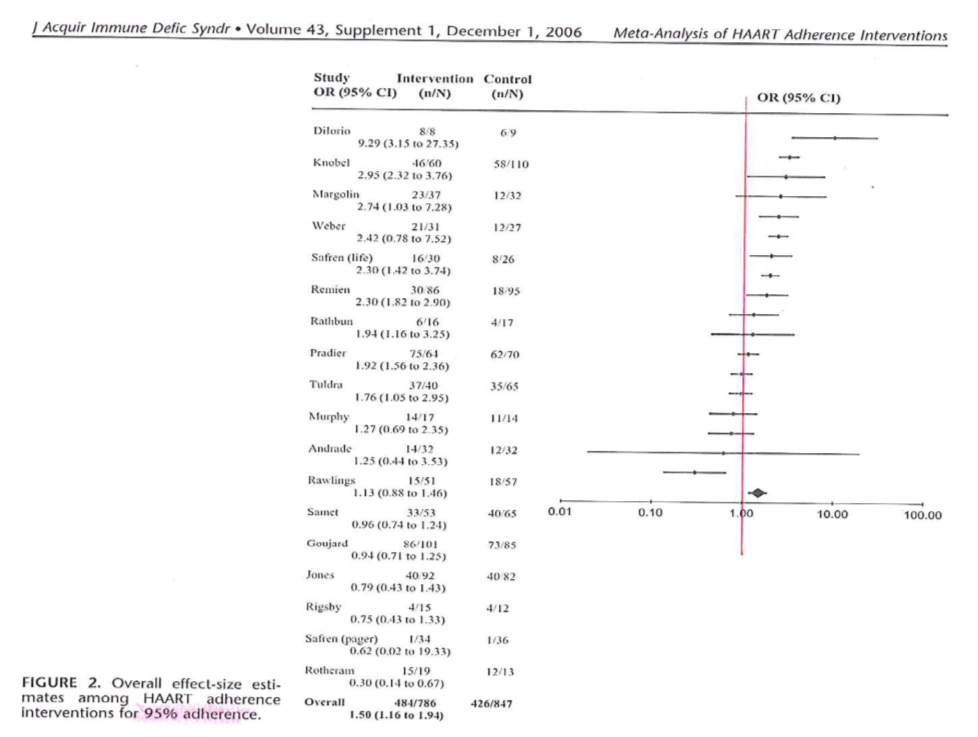 J Acquir Immune Defic Syndr • Volume 43, Supplement 1, December 1, 2006 Meta-Analysis of HAART Adherence Interventions
Study Intervention Control
OR (95% CI) (n/N) (n/N)
OR (95% CI)
DiIorio 8/8 6/9
9.29 (3.15 to 27.35)
Knobel 46/60 58/110
2.95 (2.32 to 3.76)
Margolin 23/37 12/32
2.74 (1.03 to 7.28)
Weber 21/31 12/27
2.42 (0.78 to 7.52)
Safren (life) 16/30 8/26
2.30 (1.42 to 3.74)
Remien 30/86 18/95
2.30 (1.82 to 2.90)
Rathbun 6/16 4/17
1.94 (1.16 to 3.25)
Pradier 75/64 62/70
1.92 (1.56 to 2.36)
Tuldra 37/40 35/65
1.76 (1.05 to 2.95)
Murphy 14/17 11/14
1.27 (0.69 to 2.35)
Andrade 14/32 12/32
1.25 (0.44 to 3.53)
Rawlings 15/51 18/57
1.13 (0.88 to 1.46)
Samet 33/53 40/65
0.96 (0.74 to 1.24)
Goujard 86/101 73/85
0.94 (0.71 to 1.25)
Jones 40/92 40/82
0.79 (0.43 to 1.43)
Rigsby 4/15 4/12
0.75 (0.43 to 1.33)
Safren (pager) 1/34 1/36
0.62 (0.02 to 19.33)
Rotheram 15/19 12/13
0.30 (0.14 to 0.67)
Overall 484/786 426/847
1.50 (1.16 to 1.94)
0.01 0.10 1.00 10.00 100.00
FIGURE 2. Overall effect-size esti-
mates among HAART adherence
interventions for 95% adherence.